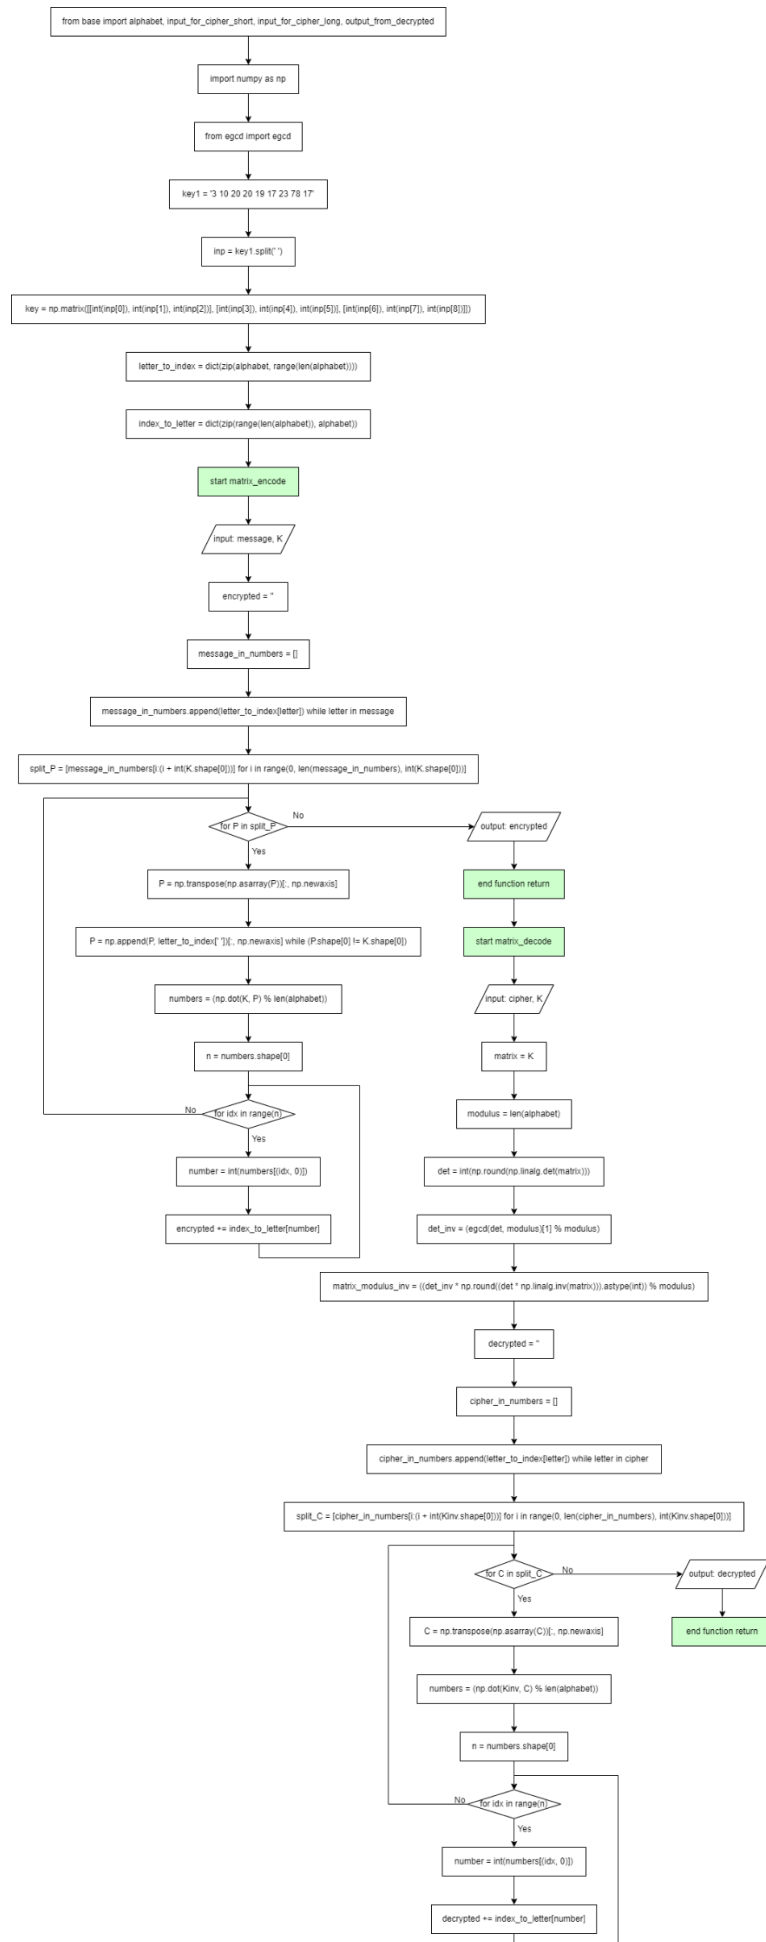 from base import alphabet, input_for_cipher_short, input_for_cipher_long, output_from_decrypted
import numpy as np
from egcd import egcd
key1 = '3 10 20 20 19 17 23 78 17'
inp = key1.split(' ')
key = np.matrix([[int(inp[0]), int(inp[1]), int(inp[2])], [int(inp[3]), int(inp[4]), int(inp[5])], [int(inp[6]), int(inp[7]), int(inp[8])]])
letter_to_index = dict(zip(alphabet, range(len(alphabet))))
index_to_letter = dict(zip(range(len(alphabet)), alphabet))
start matrix_encode
input: message, K
encrypted = ''
message_in_numbers = []
message_in_numbers.append(letter_to_index[letter]) while letter in message
split_P = [message_in_numbers[i:(i + int(K.shape[0]))] for i in range(0, len(message_in_numbers), int(K.shape[0]))]
for P in split_P
No
Yes
P = np.transpose(np.asarray(P))[:, np.newaxis]
P = np.append(P, letter_to_index[' '])[:, np.newaxis] while (P.shape[0] != K.shape[0])
numbers = (np.dot(K, P) % len(alphabet))
n = numbers.shape[0]
for idx in range(n)
No
Yes
number = int(numbers[(idx, 0)])
encrypted += index_to_letter[number]
output: encrypted
end function return
start matrix_decode
input: cipher, K
matrix = K
modulus = len(alphabet)
det = int(np.round(np.linalg.det(matrix)))
det_inv = (egcd(det, modulus)[1] % modulus)
matrix_modulus_inv = ((det_inv * np.round((det * np.linalg.inv(matrix))).astype(int)) % modulus)
decrypted = ''
cipher_in_numbers = []
cipher_in_numbers.append(letter_to_index[letter]) while letter in cipher
split_C = [cipher_in_numbers[i:(i + int(Kinv.shape[0]))] for i in range(0, len(cipher_in_numbers), int(Kinv.shape[0]))]
for C in split_C
No
Yes
output: decrypted
end function return
C = np.transpose(np.asarray(C))[:, np.newaxis]
numbers = (np.dot(Kinv, C) % len(alphabet))
n = numbers.shape[0]
for idx in range(n)
No
Yes
number = int(numbers[(idx, 0)])
decrypted += index_to_letter[number]